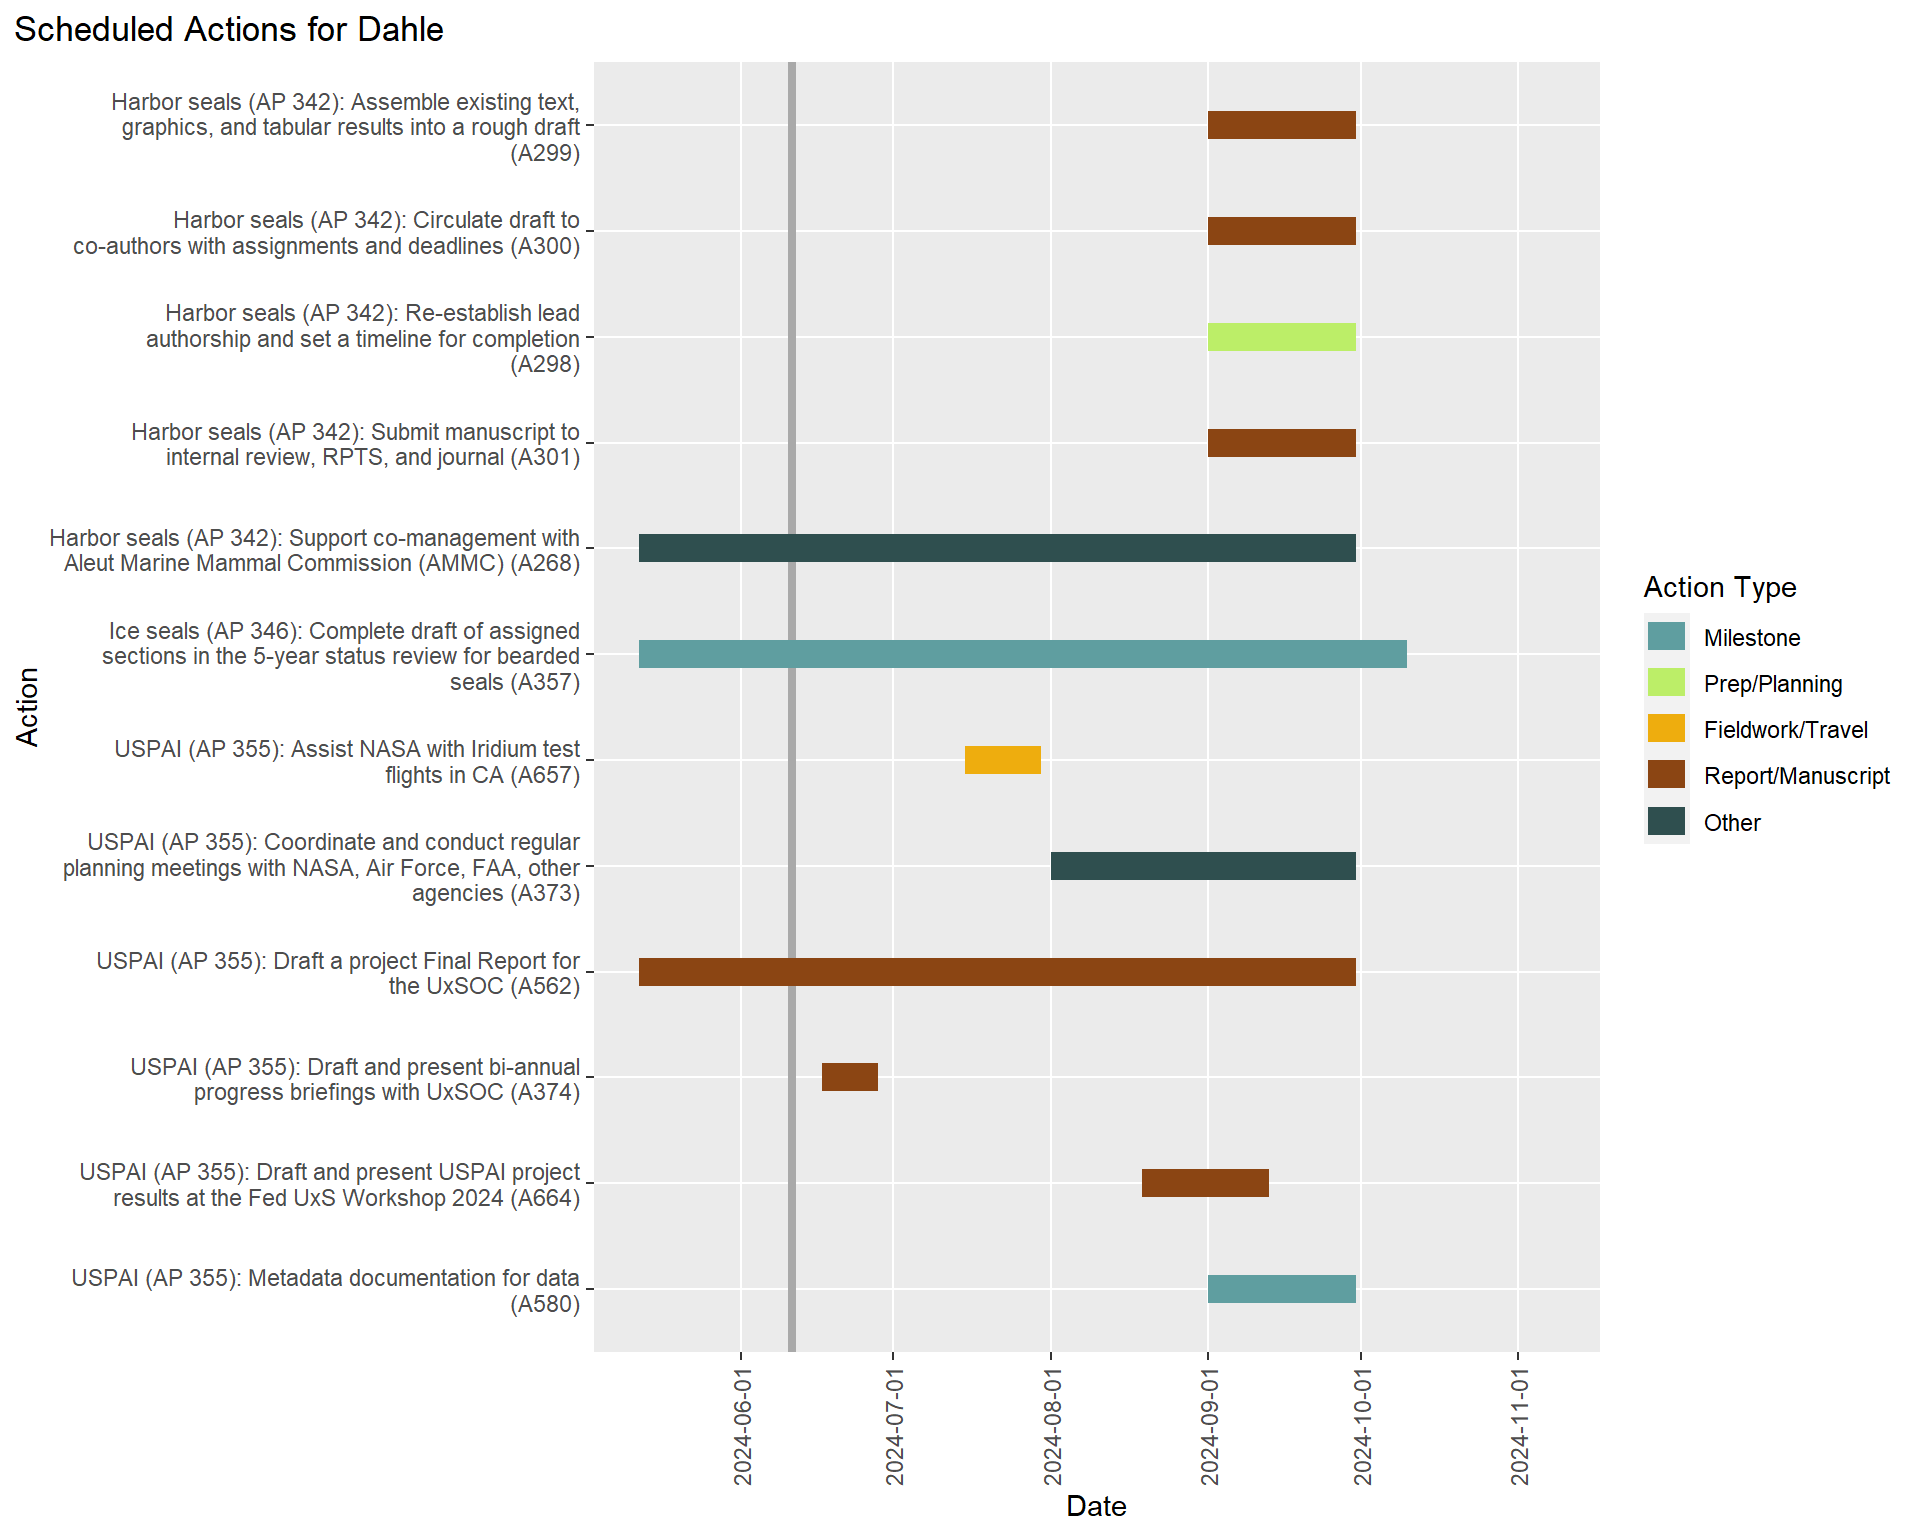 Scheduled Actions for Dahle
Harbor seals (AP 342): Assemble existing text,
graphics, and tabular results into a rough draft
(A299)
Harbor seals (AP 342): Circulate draft to
co-authors with assignments and deadlines (A300)
Harbor seals (AP 342): Re-establish lead
authorship and set a timeline for completion
(A298)
Harbor seals (AP 342): Submit manuscript to
internal review, RPTS, and journal (A301)
Harbor seals (AP 342): Support co-management with
Aleut Marine Mammal Commission (AMMC) (A268)
Ice seals (AP 346): Complete draft of assigned
sections in the 5-year status review for bearded
seals (A357)
USPAI (AP 355): Assist NASA with Iridium test
flights in CA (A657)
USPAI (AP 355): Coordinate and conduct regular
planning meetings with NASA, Air Force, FAA, other
agencies (A373)
USPAI (AP 355): Draft a project Final Report for
the UxSOC (A562)
USPAI (AP 355): Draft and present bi-annual
progress briefings with UxSOC (A374)
USPAI (AP 355): Draft and present USPAI project
results at the Fed UxS Workshop 2024 (A664)
USPAI (AP 355): Metadata documentation for data
(A580)
Action
2024-06-01
2024-07-01
2024-08-01
2024-09-01
2024-10-01
2024-11-01
Date
Action Type
Milestone
Prep/Planning
Fieldwork/Travel
Report/Manuscript
Other